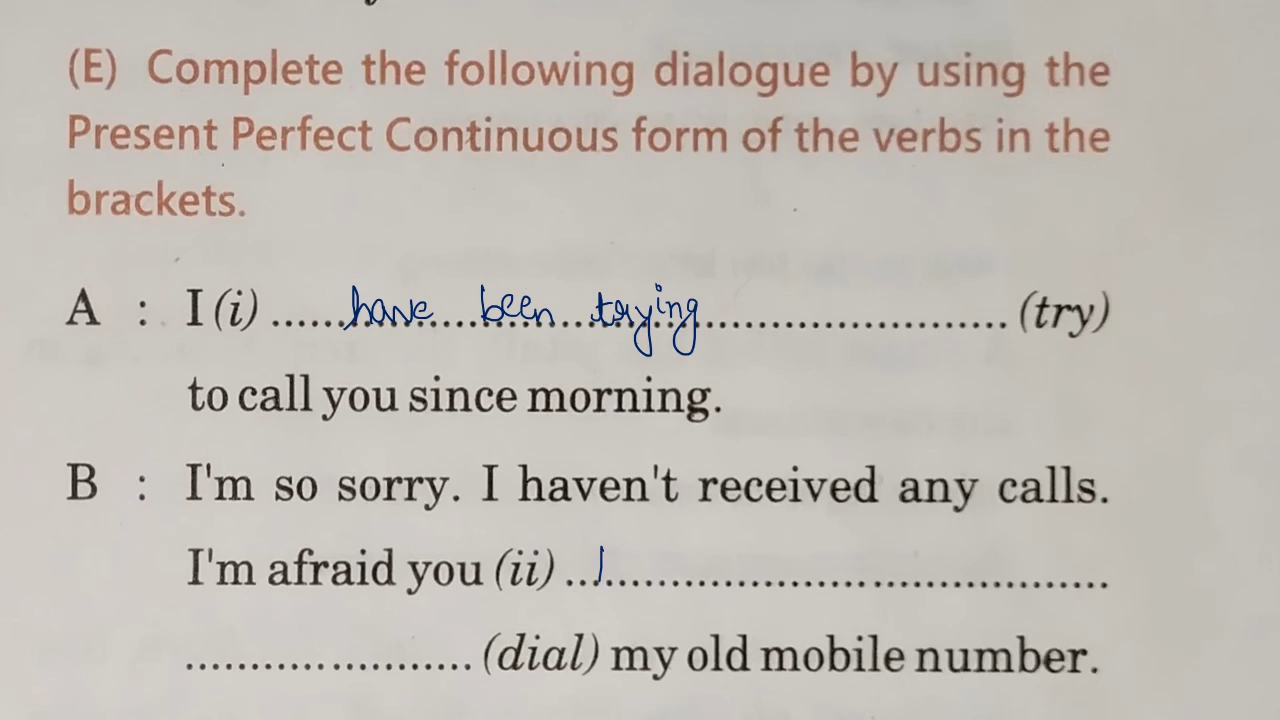 (E) Complete the following dialogue by using the
Present Perfect Continuous form of the verbs in the
brackets.
A : I (i) ......have been trying...... (try)
to call you since morning.
B : I'm so sorry. I haven't received any calls.
I'm afraid you (ii) ......
...... (dial) my old mobile number.